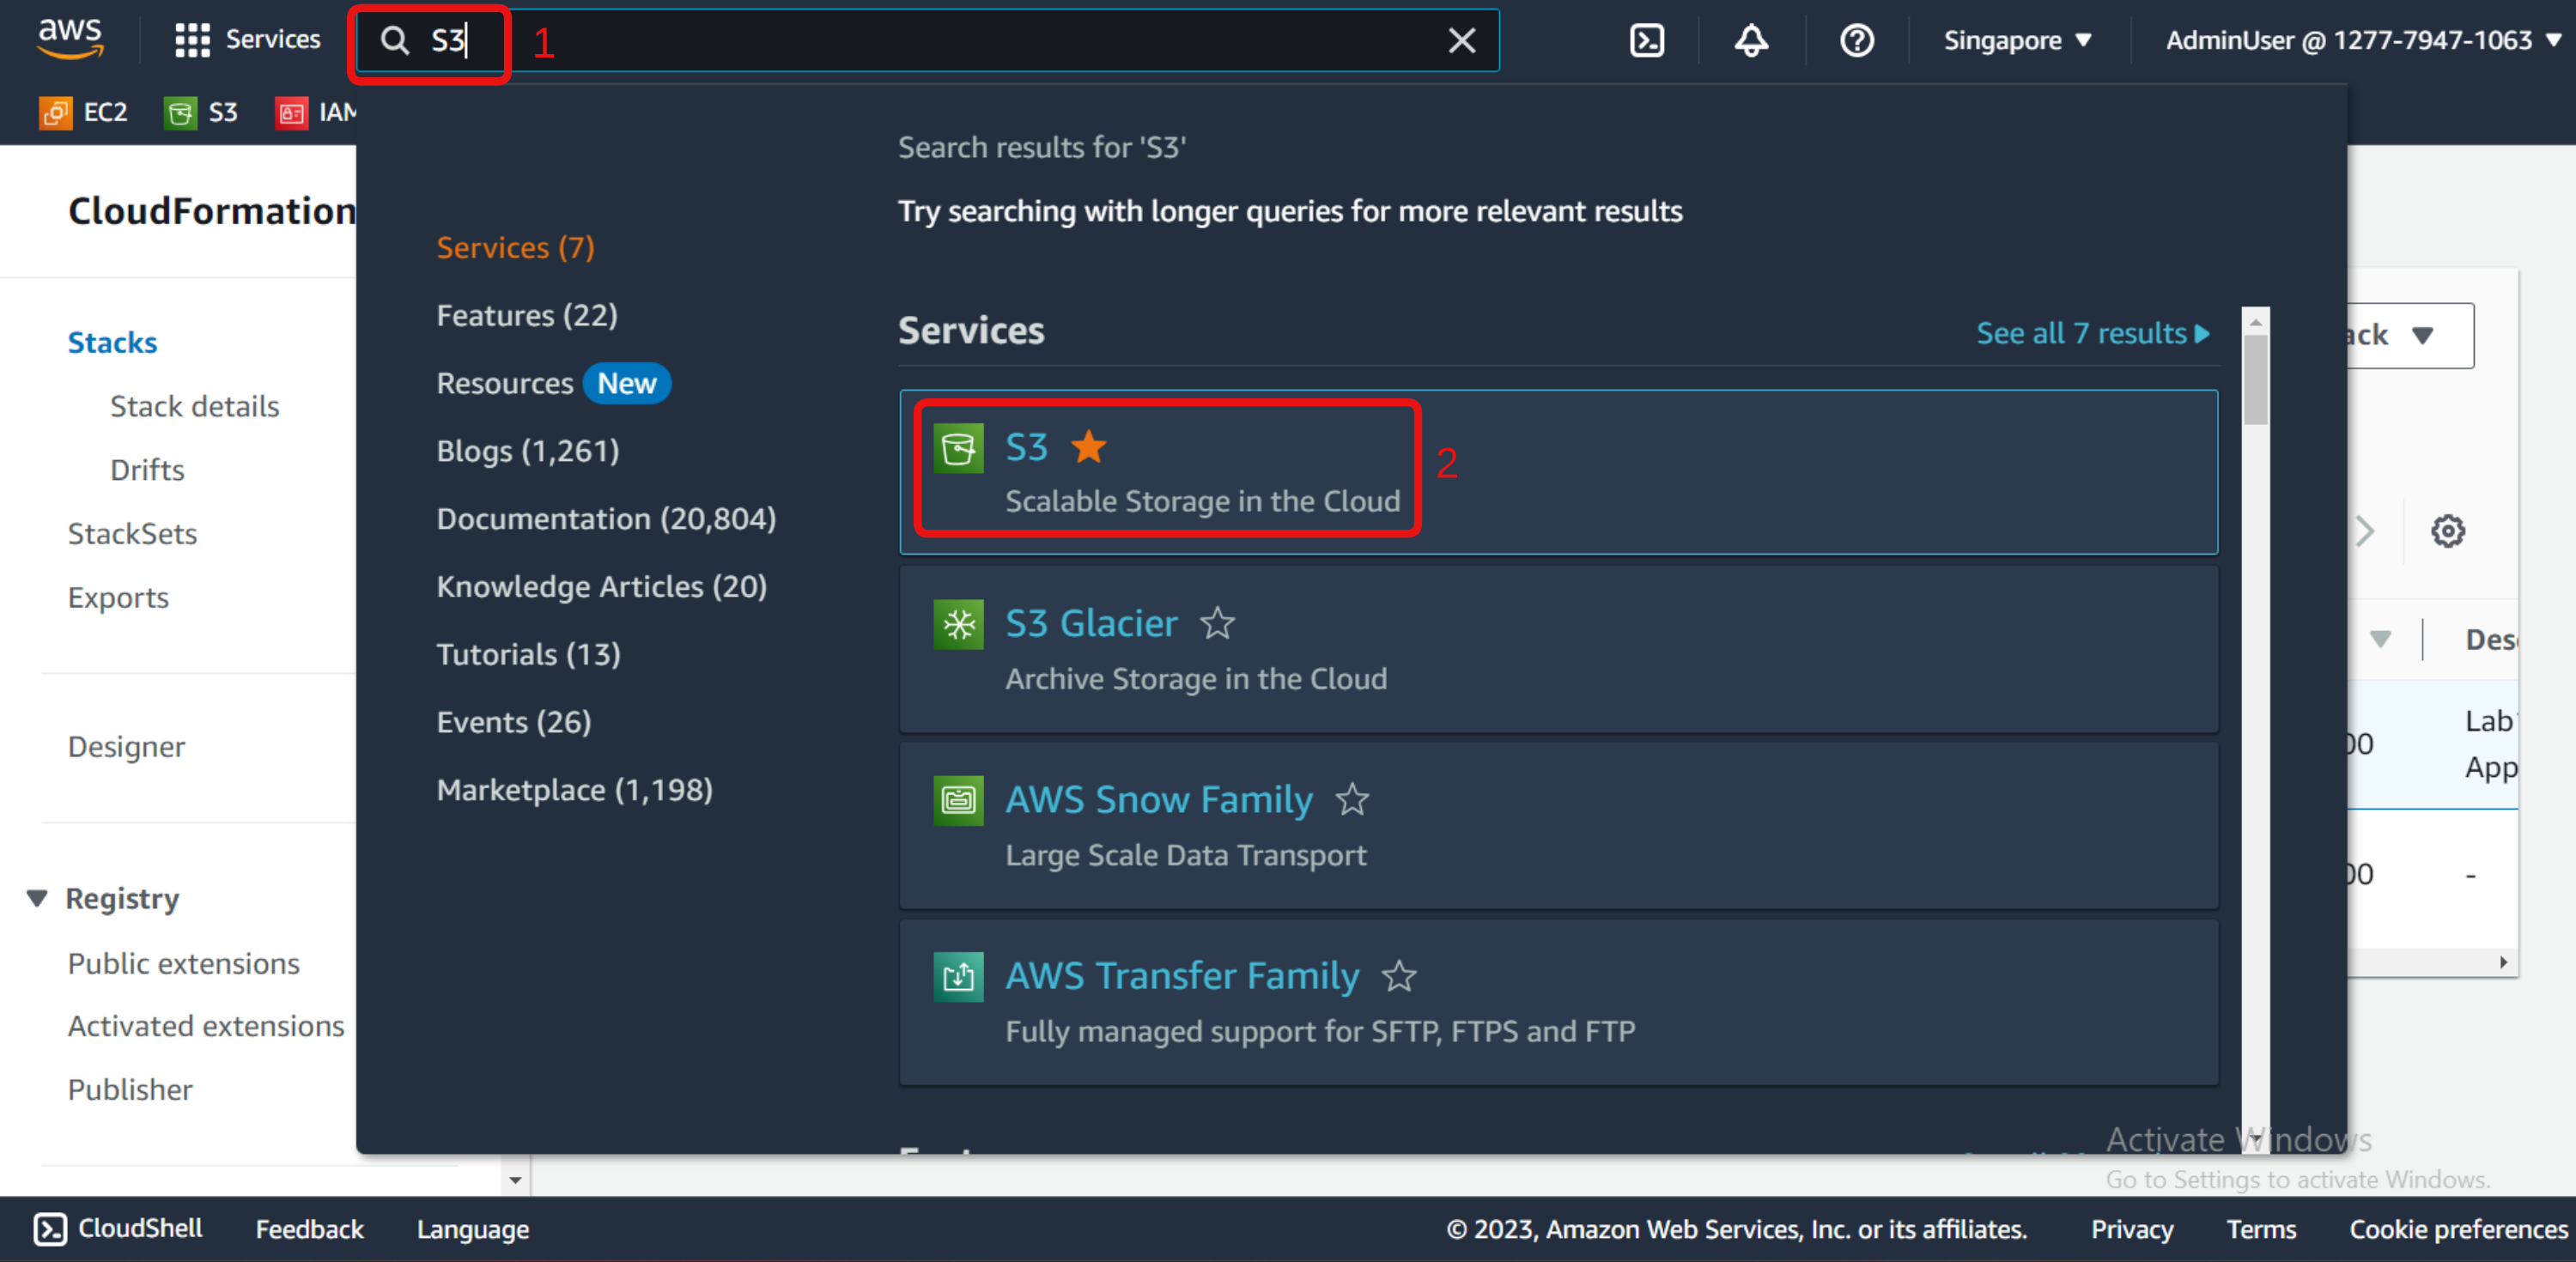 aws
Services
S3
1
Singapore
AdminUser @ 1277-7947-1063
EC2
S3
IAM
CloudFormation
Stacks
Stack details
Drifts
StackSets
Exports
Designer
Registry
Public extensions
Activated extensions
Publisher
Services (7)
Features (22)
Resources New
Blogs (1,261)
Documentation (20,804)
Knowledge Articles (20)
Tutorials (13)
Events (26)
Marketplace (1,198)
Search results for 'S3'
Try searching with longer queries for more relevant results
Services
See all 7 results
S3
Scalable Storage in the Cloud
2
S3 Glacier
Archive Storage in the Cloud
AWS Snow Family
Large Scale Data Transport
AWS Transfer Family
Fully managed support for SFTP, FTPS and FTP
ack
Des
00
Lab
App
00
-
Activate Windows
Go to Settings to activate Windows.
CloudShell
Feedback
Language
© 2023, Amazon Web Services, Inc. or its affiliates.
Privacy
Terms
Cookie preferences